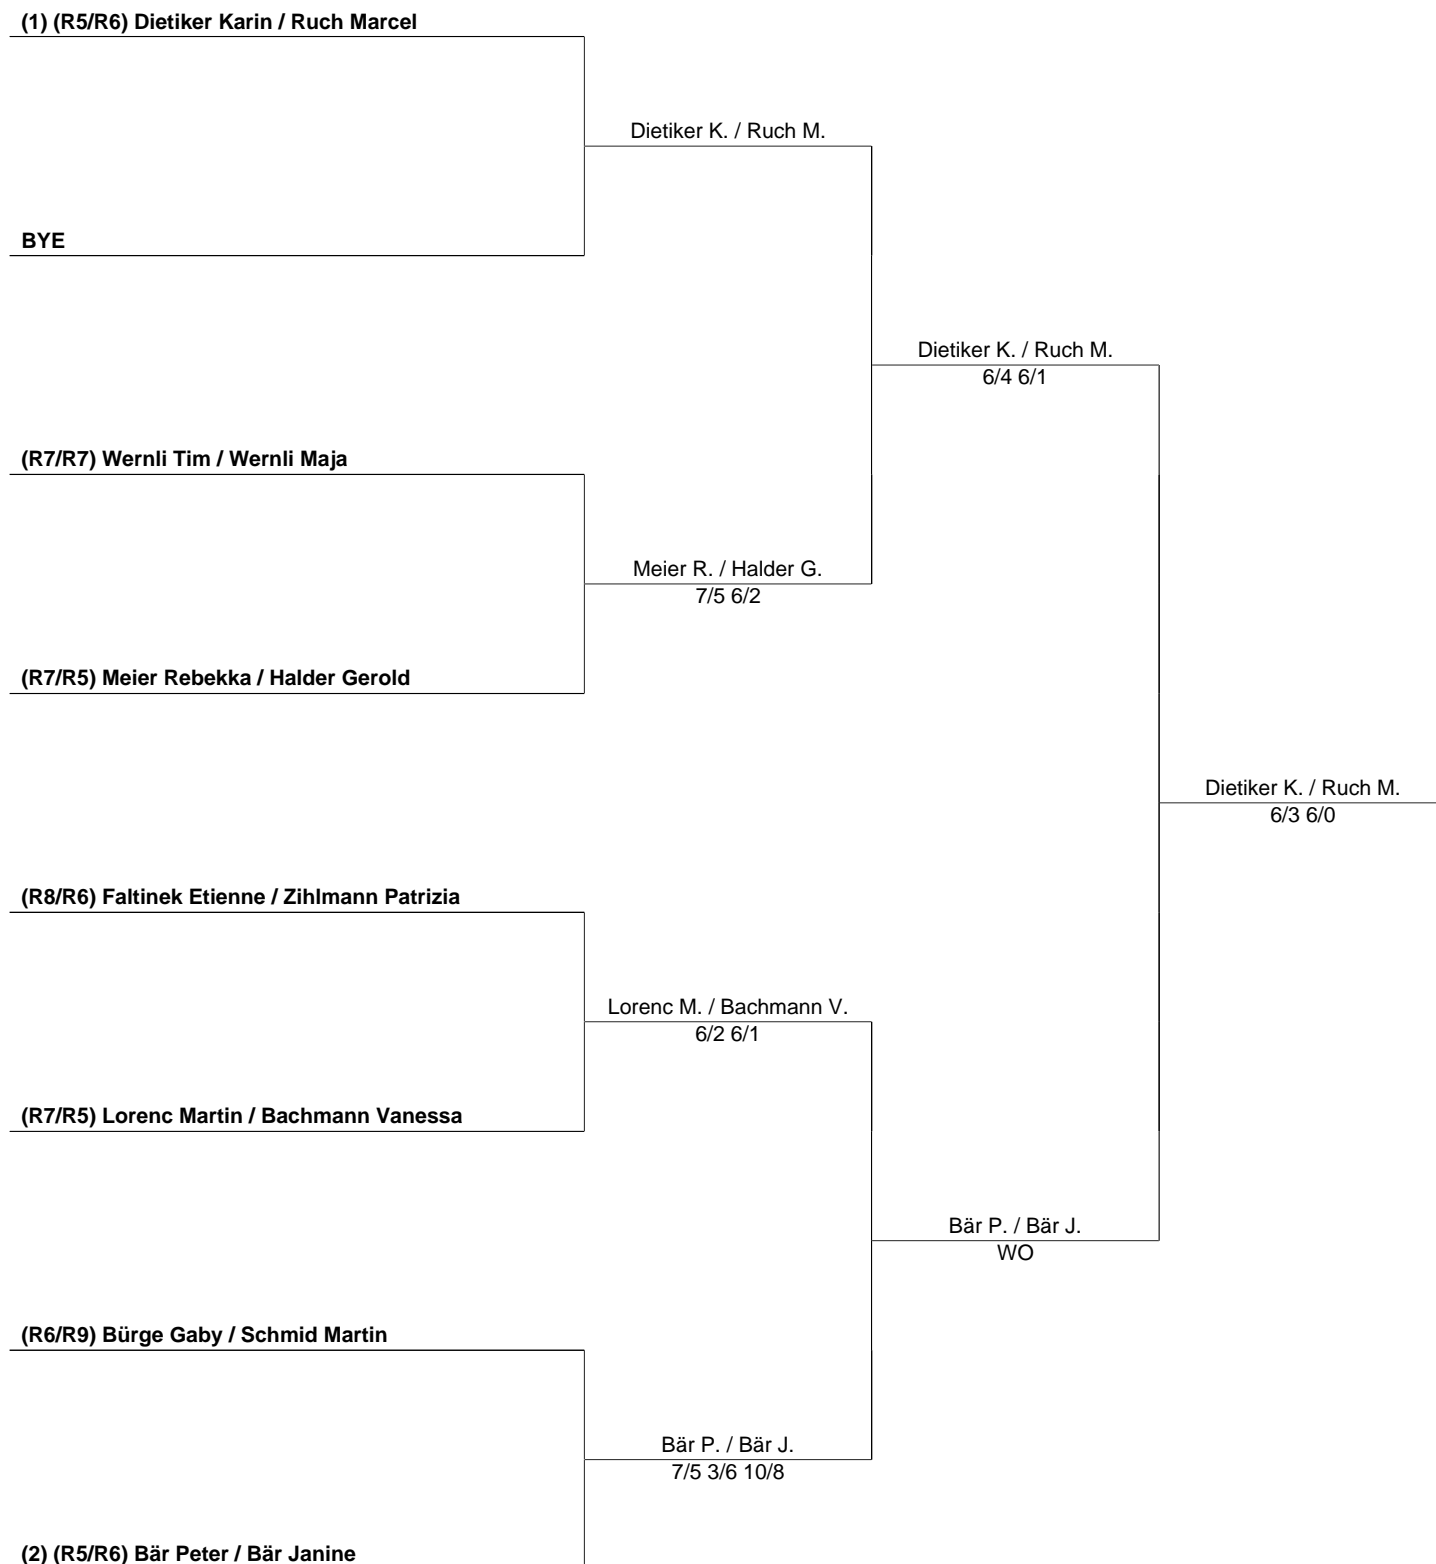 (1) (R5/R6) Dietiker Karin / Ruch Marcel
Dietiker K. / Ruch M.
BYE
Dietiker K. / Ruch M.
6/4 6/1
(R7/R7) Wernli Tim / Wernli Maja
Meier R. / Halder G.
7/5 6/2
(R7/R5) Meier Rebekka / Halder Gerold
Dietiker K. / Ruch M.
6/3 6/0
(R8/R6) Faltinek Etienne / Zihlmann Patrizia
Lorenc M. / Bachmann V.
6/2 6/1
(R7/R5) Lorenc Martin / Bachmann Vanessa
Bär P. / Bär J.
WO
(R6/R9) Bürge Gaby / Schmid Martin
Bär P. / Bär J.
7/5 3/6 10/8
(2) (R5/R6) Bär Peter / Bär Janine